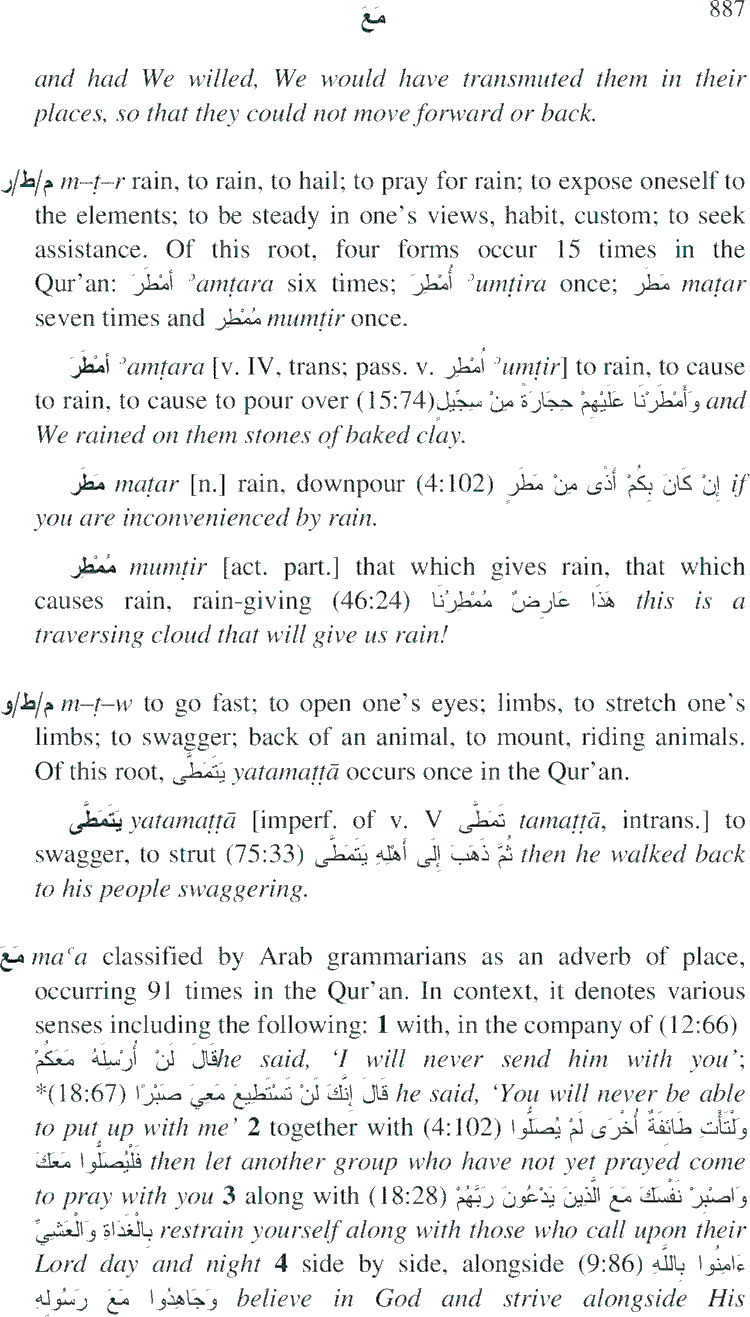 مَعَ 887
and had We willed, We would have transmuted them in their
places, so that they could not move forward or back.
م/ط/ر m–ṭ–r rain, to rain, to hail; to pray for rain; to expose oneself to
the elements; to be steady in one's views, habit, custom; to seek
assistance. Of this root, four forms occur 15 times in the
Qur'an: أَمْطَرَ ʾamṭara six times; أُمْطِرَ ʾumṭira once; مَطَر maṭar
seven times and مُمْطِر mumṭir once.
أَمْطَرَ ʾamṭara [v. IV, trans; pass. v. أُمْطِر ʾumṭir] to rain, to cause
to rain, to cause to pour over (15:74) وَأَمْطَرْنَا عَلَيْهِمْ حِجَارَةً مِنْ سِجِّيلٍ and
We rained on them stones of baked clay.
مَطَر maṭar [n.] rain, downpour (4:102) إِنْ كَانَ بِكُمْ أَذًى مِنْ مَطَرٍ if
you are inconvenienced by rain.
مُمْطِر mumṭir [act. part.] that which gives rain, that which
causes rain, rain-giving (46:24) هَذَا عَارِضٌ مُمْطِرُنَا this is a
traversing cloud that will give us rain!
م/ط/و m–ṭ–w to go fast; to open one's eyes; limbs, to stretch one's
limbs; to swagger; back of an animal, to mount, riding animals.
Of this root, يَتَمَطَّى yatamaṭṭā occurs once in the Qur'an.
يَتَمَطَّى yatamaṭṭā [imperf. of v. V تَمَطَّى tamaṭṭā, intrans.] to
swagger, to strut (75:33) ثُمَّ ذَهَبَ إِلَى أَهْلِهِ يَتَمَطَّى then he walked back
to his people swaggering.
مَعَ maʿa classified by Arab grammarians as an adverb of place,
occurring 91 times in the Qur'an. In context, it denotes various
senses including the following: 1 with, in the company of (12:66)
قَالَ لَنْ أُرْسِلَهُ مَعَكُمْ he said, 'I will never send him with you';
*(18:67) قَالَ إِنَّكَ لَنْ تَسْتَطِيعَ مَعِيَ صَبْرًا he said, 'You will never be able
to put up with me' 2 together with (4:102) وَلْتَأْتِ طَائِفَةٌ أُخْرَى لَمْ يُصَلُّوا
فَلْيُصَلُّوا مَعَكَ then let another group who have not yet prayed come
to pray with you 3 along with (18:28) وَاصْبِرْ نَفْسَكَ مَعَ الَّذِينَ يَدْعُونَ رَبَّهُمْ
بِالْغَدَاةِ وَالْعَشِيِّ restrain yourself along with those who call upon their
Lord day and night 4 side by side, alongside (9:86) ءَامِنُوا بِاللَّهِ
وَجَاهِدُوا مَعَ رَسُولِهِ believe in God and strive alongside His